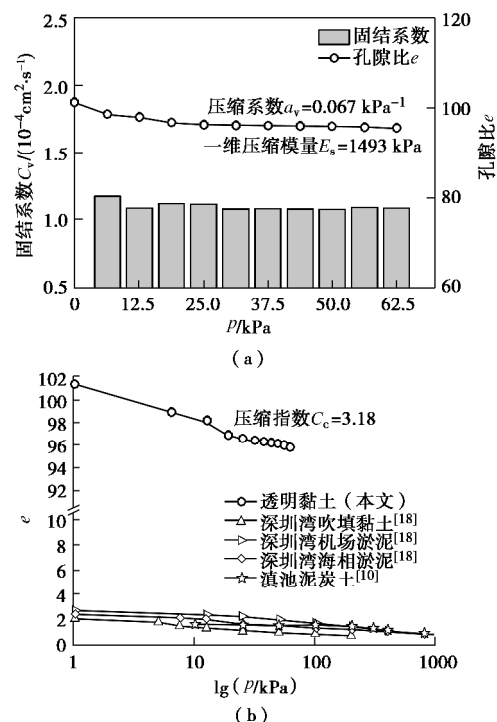 (a)
2.5
2.0
1.5
1.0
0.5
固结系数Cv/(10⁻⁴cm²·s⁻¹)
120
100
80
60
孔隙比e
固结系数
孔隙比e
压缩系数av=0.067 kPa⁻¹
一维压缩模量Es=1493 kPa
0 12.5 25.0 37.5 50.0 62.5
p/kPa
(a)
102
100
98
96
94
92
10
8
6
4
2
0
e
压缩指数Cc=3.18
透明黏土（本文）
深圳湾吹填黏土[18]
深圳湾机场淤泥[18]
深圳湾海相淤泥[18]
滇池泥炭土[10]
1 10 100 1000
lg(p/kPa)
(b)